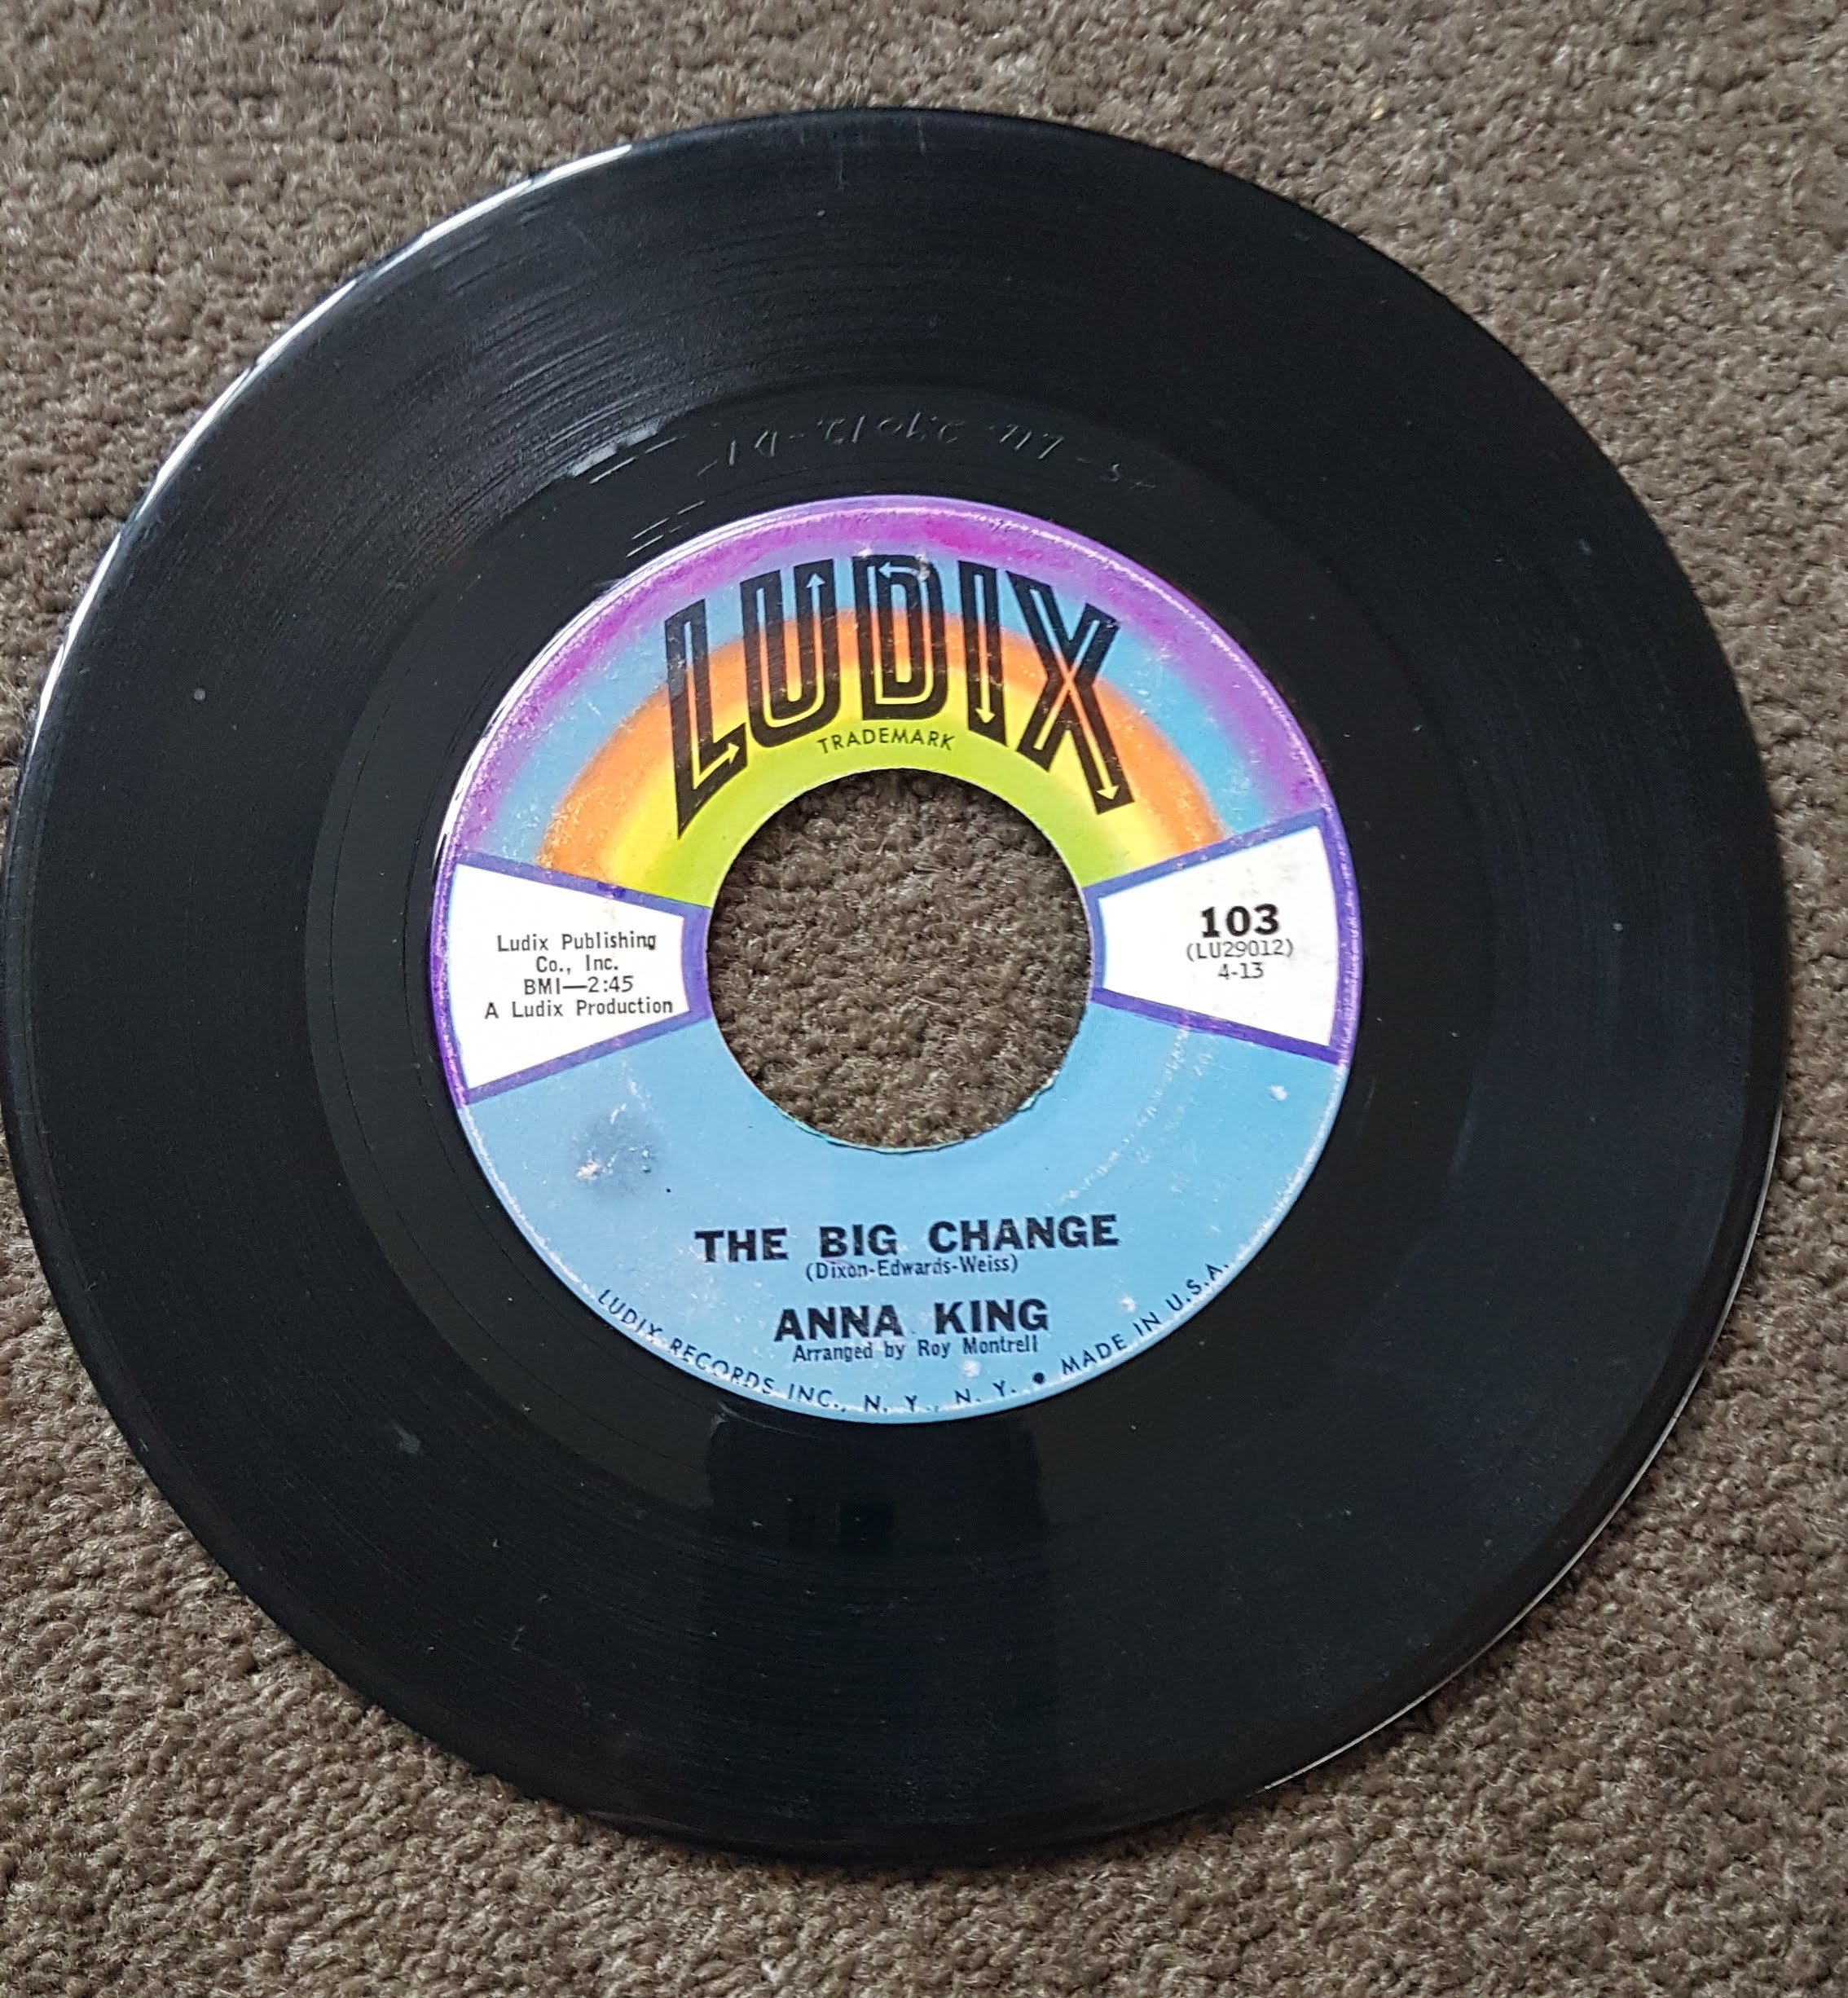 LUDIX
TRADEMARK
Ludix Publishing
Co., Inc.
BMI—2:45
A Ludix Production
103
(LU29012)
4-13
THE BIG CHANGE
(Dixon-Edwards-Weiss)
ANNA KING
Arranged by Roy Montrell
LUDIX RECORDS INC., N. Y., N. Y. • MADE IN U.S.A.